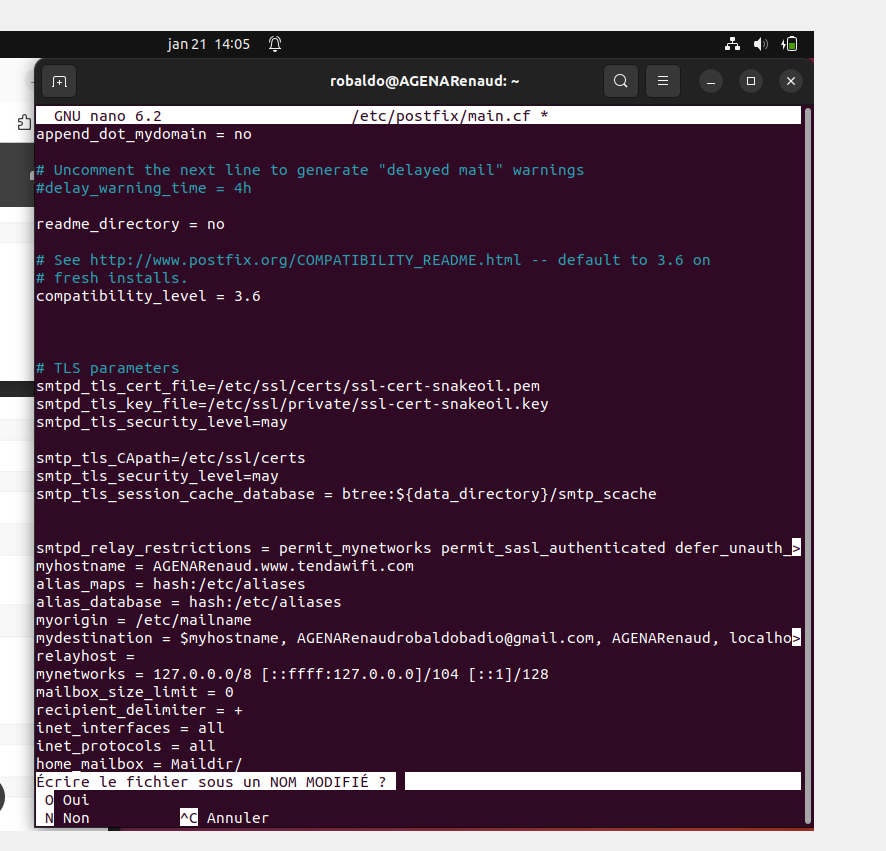 jan 21 14:05
robaldo@AGENARenaud: ~
GNU nano 6.2 /etc/postfix/main.cf *
append_dot_mydomain = no
# Uncomment the next line to generate "delayed mail" warnings
#delay_warning_time = 4h
readme_directory = no
# See http://www.postfix.org/COMPATIBILITY_README.html -- default to 3.6 on
# fresh installs.
compatibility_level = 3.6
# TLS parameters
smtpd_tls_cert_file=/etc/ssl/certs/ssl-cert-snakeoil.pem
smtpd_tls_key_file=/etc/ssl/private/ssl-cert-snakeoil.key
smtpd_tls_security_level=may
smtp_tls_CApath=/etc/ssl/certs
smtp_tls_security_level=may
smtp_tls_session_cache_database = btree:${data_directory}/smtp_scache
smtpd_relay_restrictions = permit_mynetworks permit_sasl_authenticated defer_unauth_>
myhostname = AGENARenaud.www.tendawifi.com
alias_maps = hash:/etc/aliases
alias_database = hash:/etc/aliases
myorigin = /etc/mailname
mydestination = $myhostname, AGENARenaudrobaldobadio@gmail.com, AGENARenaud, localho>
relayhost =
mynetworks = 127.0.0.0/8 [::ffff:127.0.0.0]/104 [::1]/128
mailbox_size_limit = 0
recipient_delimiter = +
inet_interfaces = all
inet_protocols = all
home_mailbox = Maildir/
Écrire le fichier sous un NOM MODIFIÉ ?
O Oui
N Non ^C Annuler